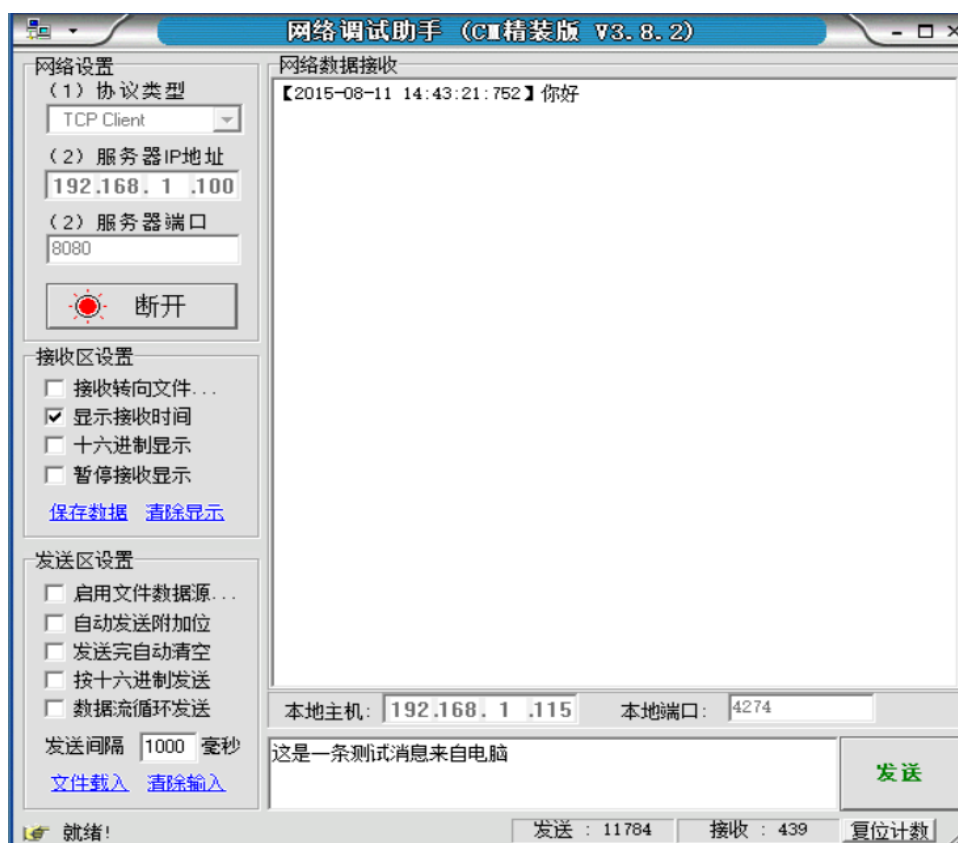 网络调试助手 (CⅢ精装版 V3.8.2)
网络设置
(1) 协议类型
TCP Client
(2) 服务器IP地址
192.168. 1 .100
(2) 服务器端口
8080
断开
接收区设置
接收转向文件...
显示接收时间
十六进制显示
暂停接收显示
保存数据 清除显示
发送区设置
启用文件数据源...
自动发送附加位
发送完自动清空
按十六进制发送
数据流循环发送
发送间隔 1000 毫秒
文件载入 清除输入
网络数据接收
【2015-08-11 14:43:21:752】你好
本地主机: 192.168. 1 .115 本地端口: 4274
这是一条测试消息来自电脑
发送
就绪!
发送 : 11784 接收 : 439 复位计数